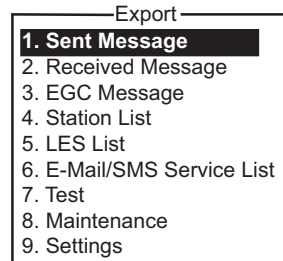 Export
1. Sent Message
2. Received Message
3. EGC Message
4. Station List
5. LES List
6. E-Mail/SMS Service List
7. Test
8. Maintenance
9. Settings